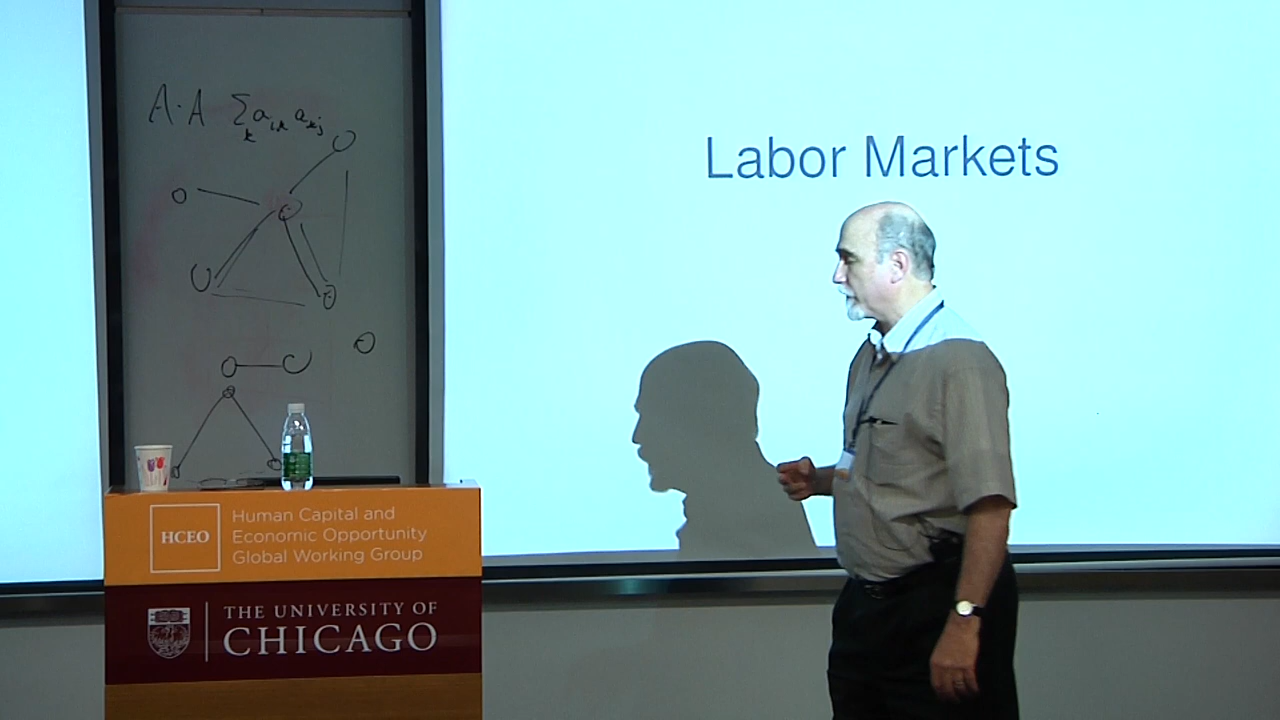 A·A Σ_k a_ik a_kj
Labor Markets
HCEO
Human Capital and
Economic Opportunity
Global Working Group
THE UNIVERSITY OF
CHICAGO